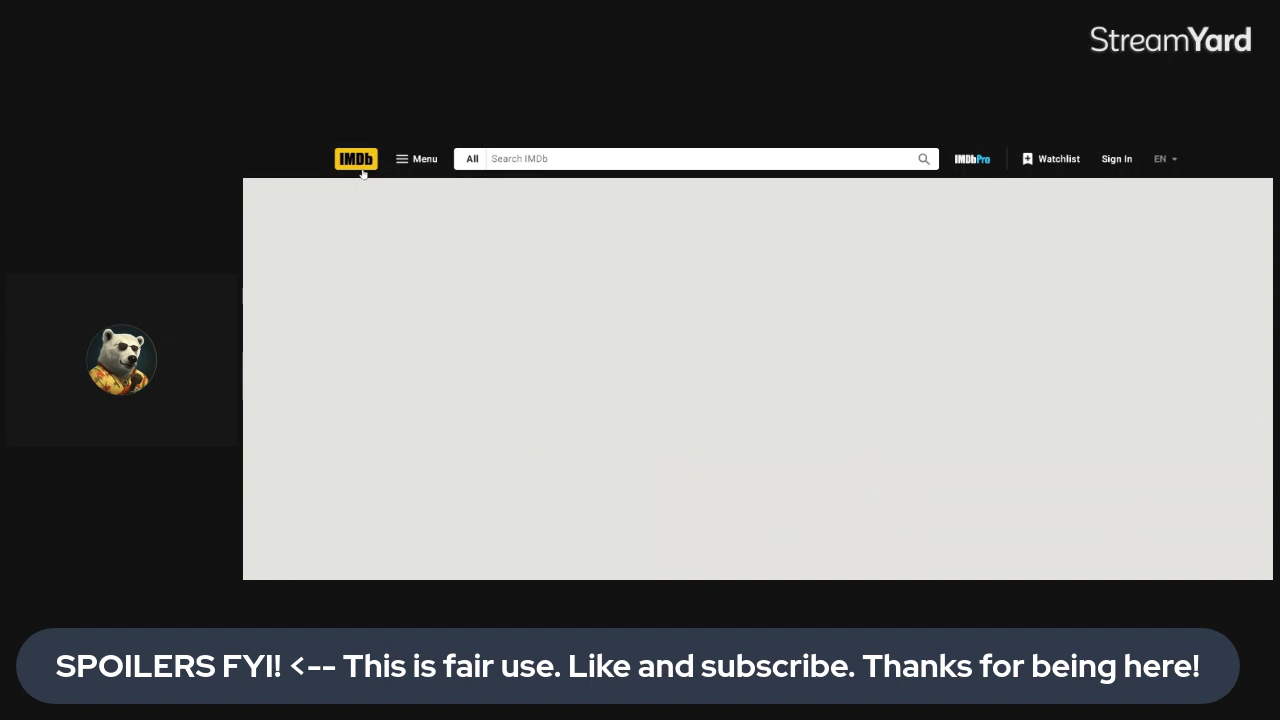 StreamYard
IMDb Menu All Search IMDb IMDbPro Watchlist Sign In EN
SPOILERS FYI! <-- This is fair use. Like and subscribe. Thanks for being here!